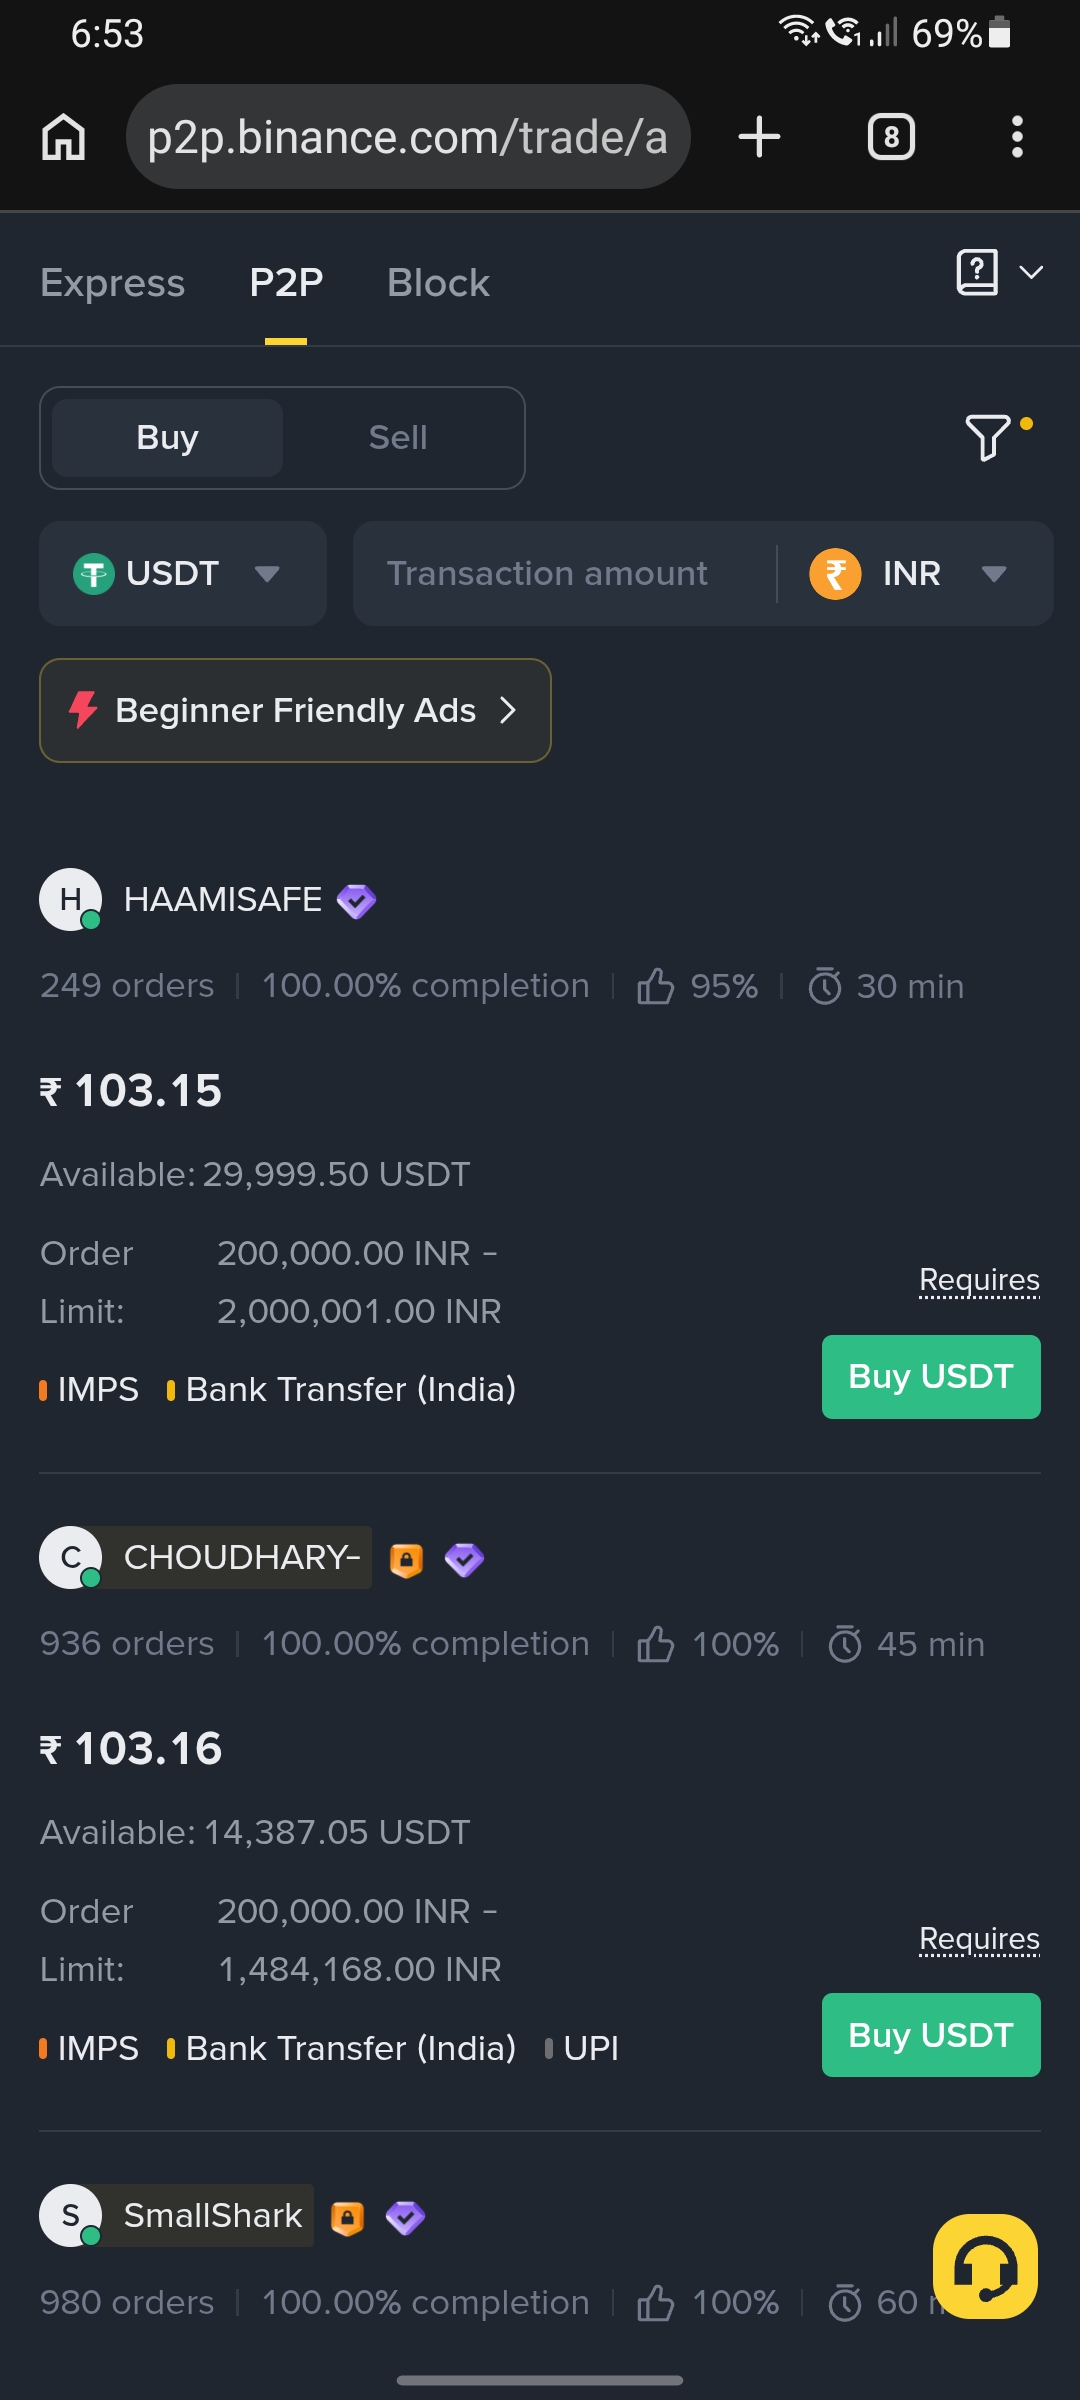 6:53
1 69%
p2p.binance.com/trade/a
8
Express P2P Block
Buy Sell
USDT Transaction amount ₹ INR
Beginner Friendly Ads
H HAAMISAFE
249 orders 100.00% completion 95% 30 min
₹ 103.15
Available: 29,999.50 USDT
Order 200,000.00 INR -
Limit: 2,000,001.00 INR
Requires
IMPS Bank Transfer (India)
Buy USDT
C CHOUDHARY-
936 orders 100.00% completion 100% 45 min
₹ 103.16
Available: 14,387.05 USDT
Order 200,000.00 INR -
Limit: 1,484,168.00 INR
Requires
IMPS Bank Transfer (India) UPI
Buy USDT
S SmallShark
980 orders 100.00% completion 100% 60